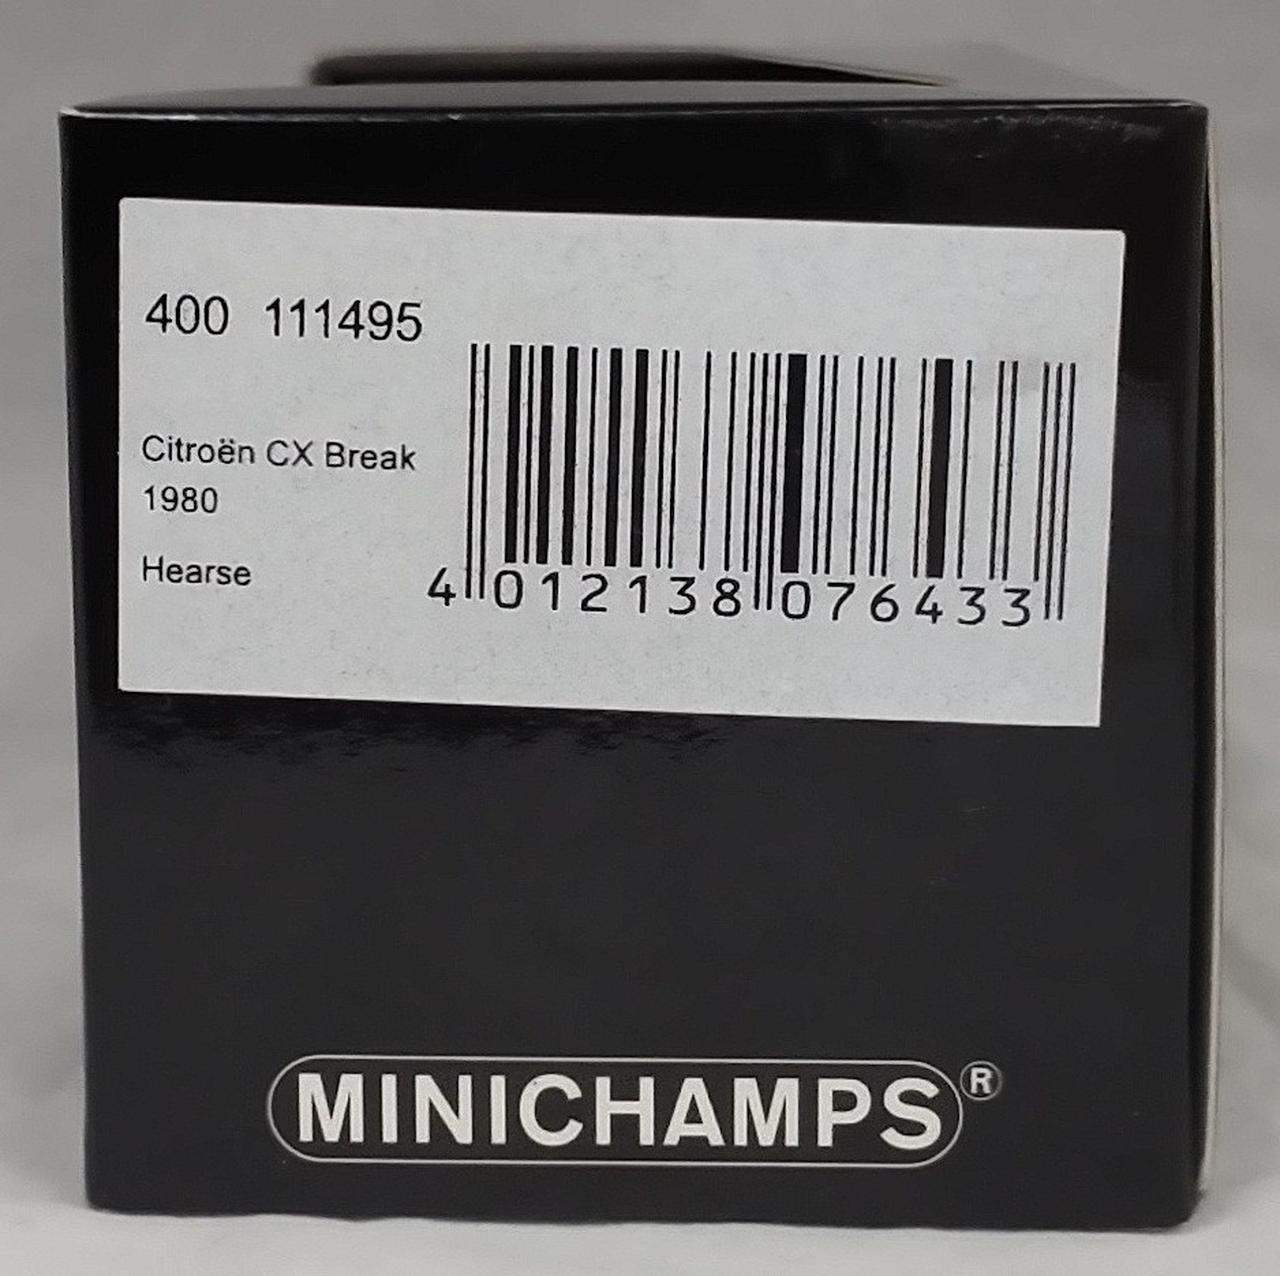 400 111495
Citroën CX Break
1980
Hearse
4 012138 076433
MINICHAMPS®